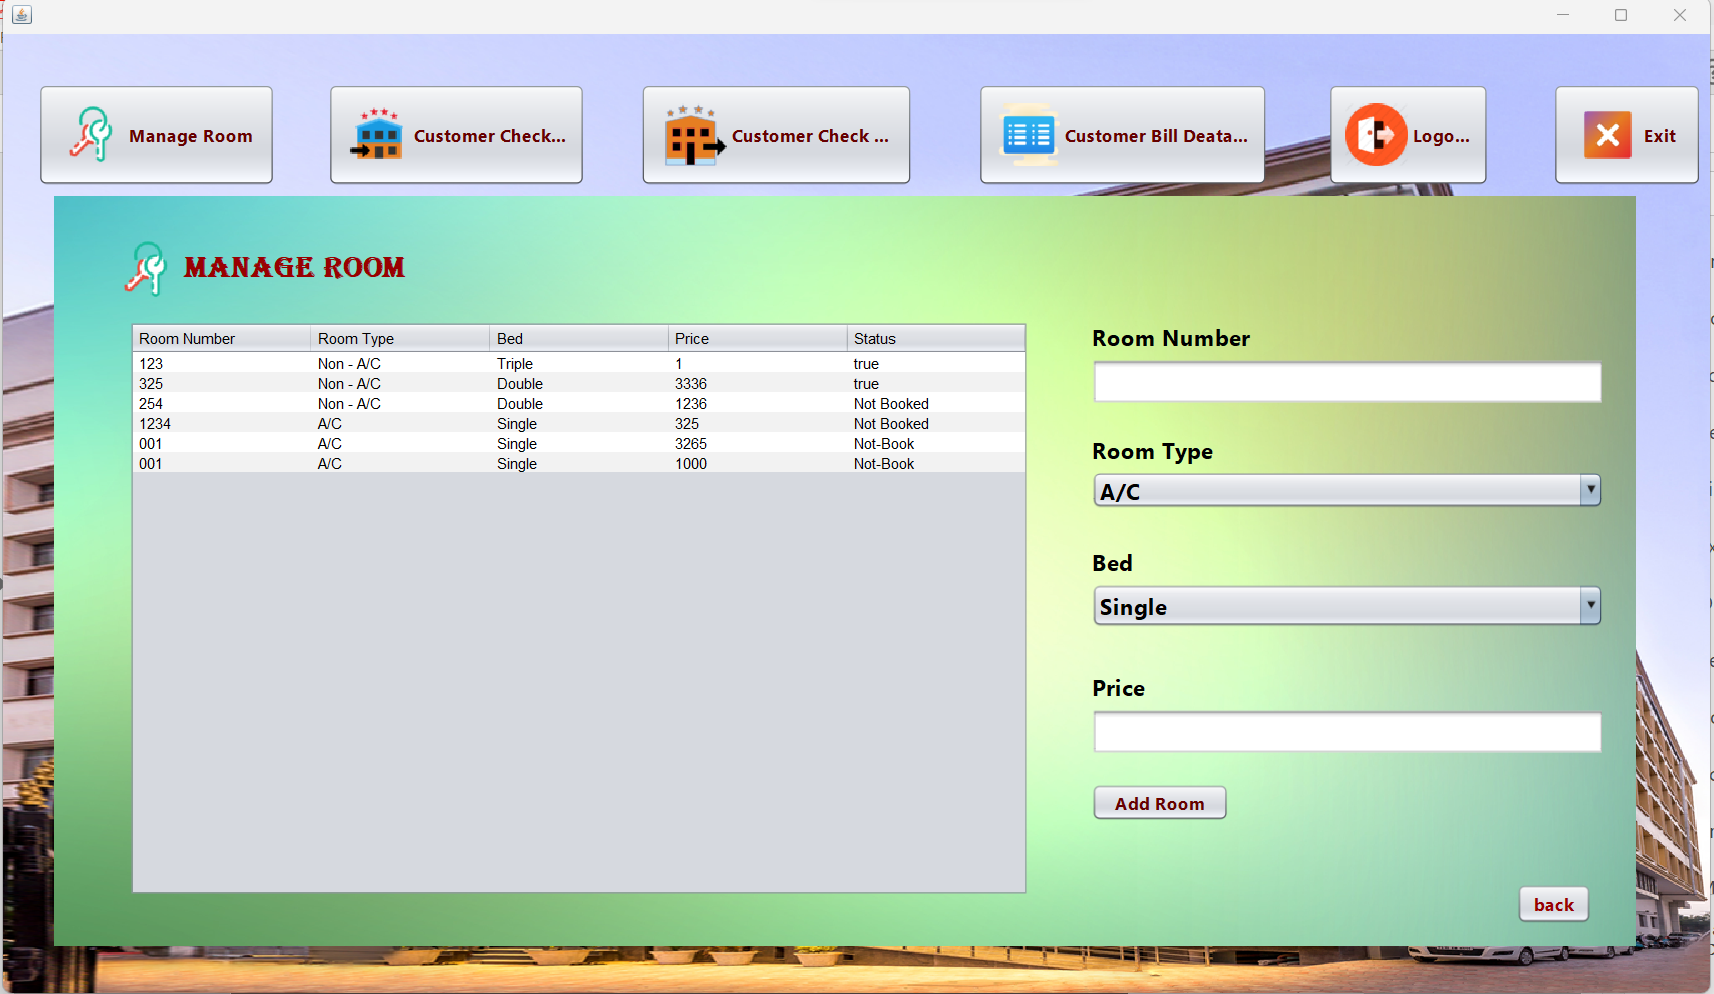 Manage Room
Customer Check...
Customer Check ...
Customer Bill Deata...
Logo...
Exit
MANAGE ROOM
Room Number Room Type Bed Price Status
123 Non - A/C Triple 1 true
325 Non - A/C Double 3336 true
254 Non - A/C Double 1236 Not Booked
1234 A/C Single 325 Not Booked
001 A/C Single 3265 Not-Book
001 A/C Single 1000 Not-Book
Room Number
Room Type
A/C
Bed
Single
Price
Add Room
back